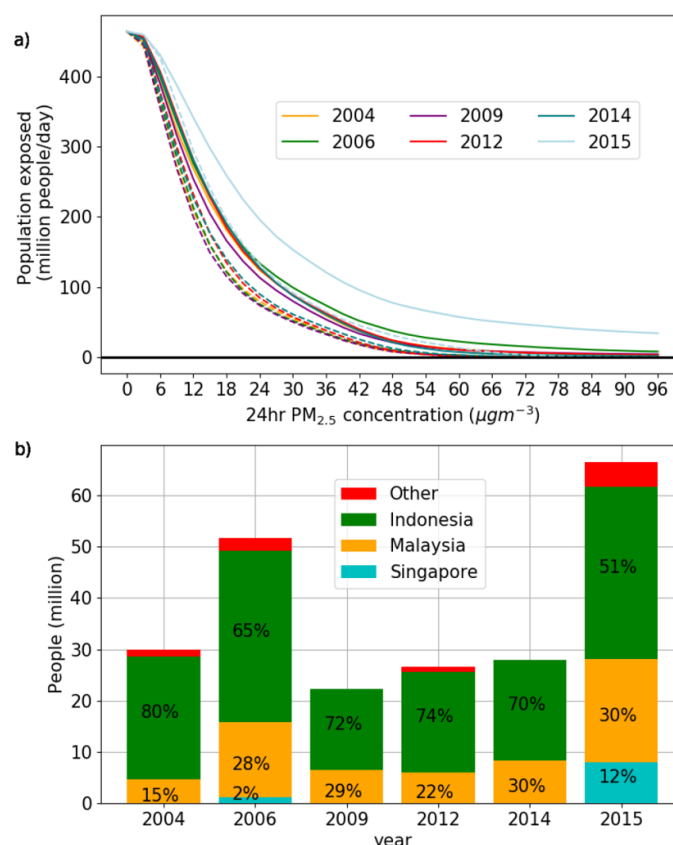 a)
Population exposed
(million people/day)
400
300
200
100
0
2004 2009 2014
2006 2012 2015
0 6 12 18 24 30 36 42 48 54 60 66 72 78 84 90 96
24hr PM2.5 concentration (μgm−3)
b)
People (million)
60
50
40
30
20
10
0
Other
Indonesia
Malaysia
Singapore
80% 65% 72% 74% 70% 51%
15% 28% 29% 22% 30% 30%
2% 12%
2004 2006 2009 2012 2014 2015
year